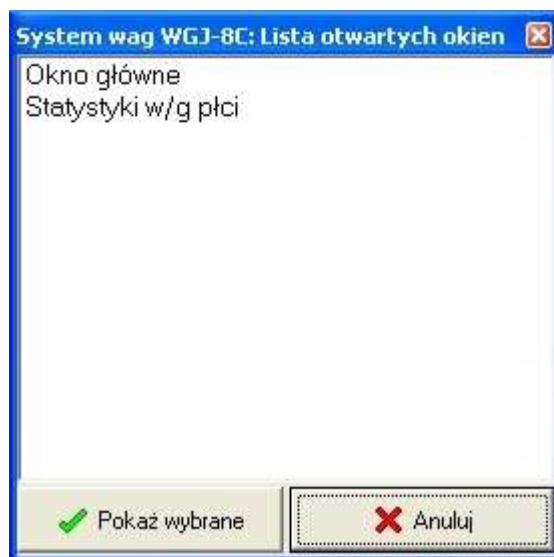 System wag WGJ-8C: Lista otwartych okien
Okno główne
Statystyki w/g płci
Pokaż wybrane
Anuluj